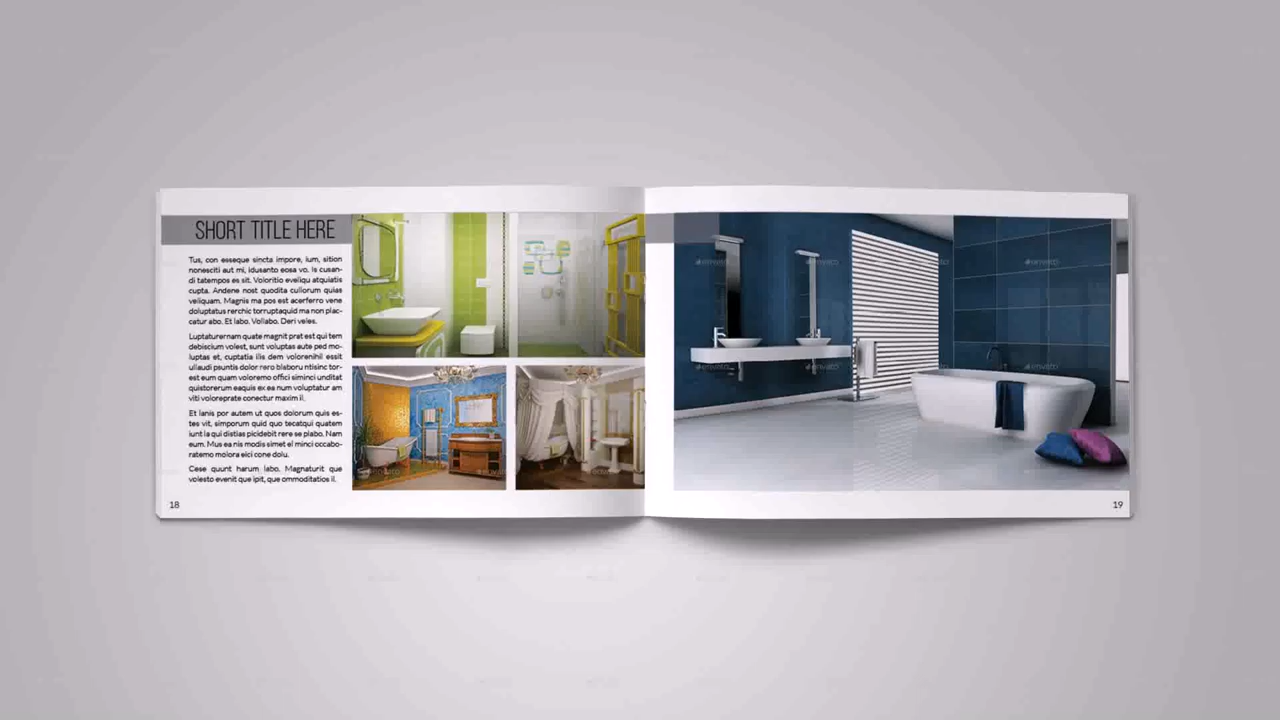 SHORT TITLE HERE
Tus, con esseque sincta impore, ium, sition
nonesciti aut mi, idusanto eosa vo. Is cusan-
di tatempos es sit. Voloritio eveliqu atquiatis
cupta. Andene nost quodita cullorum quias
veliquam. Magnis ma pos est acerferro vene
doluptatus rerchic torruptaquid ma non plac-
catur abo. Et labo. Vollabo. Deri veles.
Luptaturernam quate magnit prat est qui tem
debiscium volest, sunt voluptas aute ped mo-
luptas et, cuptatia ilis dem volorenihil essit
ullaudi psuntis dolor rero blaboru ntisinc tor-
est eum quam voloremo offici siminci unditat
quistorerum eaquis ex ea num voluptatur am
viti voloreprate conectur maxim il.
Et lanis por autem ut quos dolorum quis es-
tes vit, simporum quid quo tecatqui quatem
iunt la qui distias picidebit rere se plabo. Nam
eum. Mus ea nis modis simet el minci occabo-
ratemo molora eici cone dolu.
Cese quunt harum labo. Magnaturit que
volesto evenit que ipit, que ommoditatios il.
18
19
envato